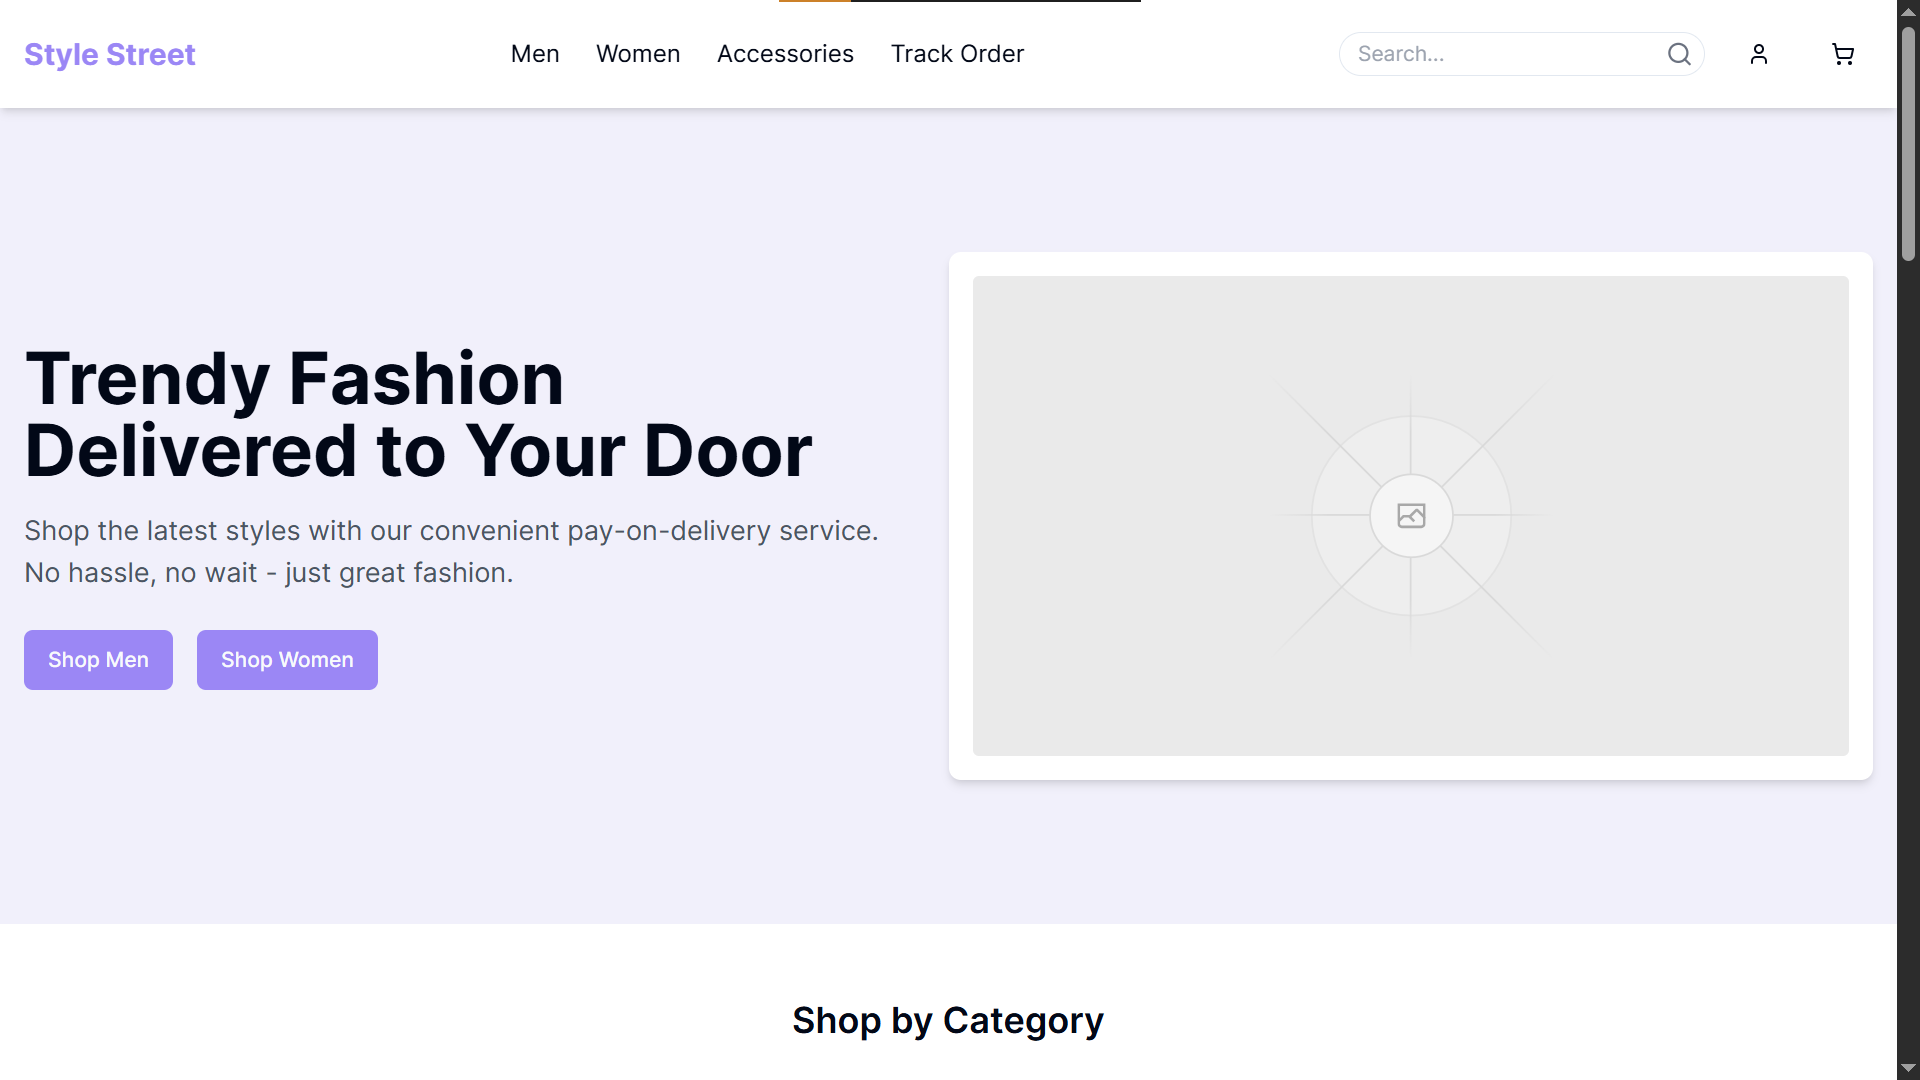 Style Street
Men
Women
Accessories
Track Order
Search...
Trendy Fashion
Delivered to Your Door
Shop the latest styles with our convenient pay-on-delivery service.
No hassle, no wait - just great fashion.
Shop Men
Shop Women
Shop by Category